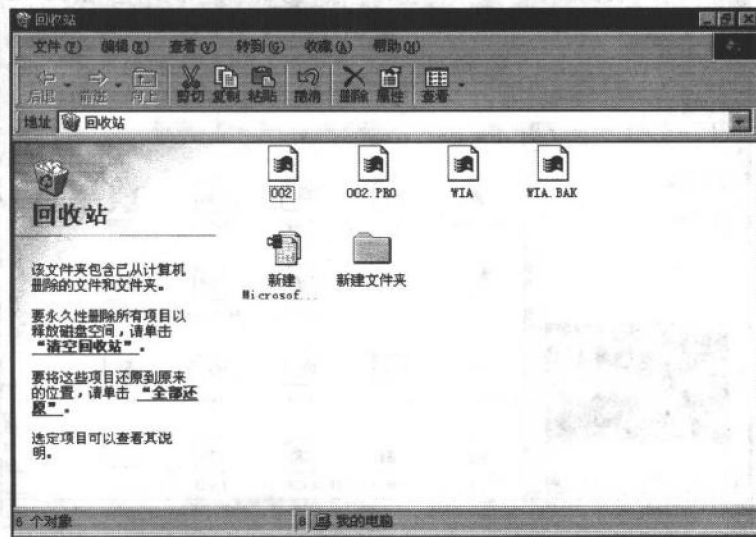 回收站
文件(F) 编辑(E) 查看(V) 转到(G) 收藏(A) 帮助(H)
后退 前进 向上 剪切 复制 粘贴 撤消 删除 属性 查看
地址 回收站
002 002.PRO WIA WIA.BAK
回收站
新建 新建文件夹
Microsof...
该文件夹包含已从计算机
删除的文件和文件夹。
要永久性删除所有项目以
释放磁盘空间，请单击
“清空回收站”。
要将这些项目还原到原来
的位置，请单击 “全部还
原”。
选定项目可以查看其说
明。
6 个对象 我的电脑